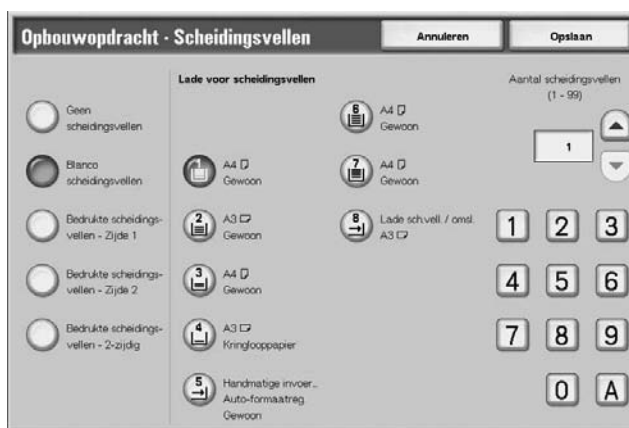 Opbouwopdracht - Scheidingsvellen
Annuleren
Opslaan
Geen
scheidingsvellen
Blanco
scheidingsvellen
Bedrukte scheidings-
vellen - Zijde 1
Bedrukte scheidings-
vellen - Zijde 2
Bedrukte scheidings-
vellen - 2-zijdig
Lade voor scheidingsvellen
1
A4
Gewoon
2
A3
Gewoon
3
A4
Gewoon
4
A3
Kringlooppapier
5
Handmatige invoer...
Auto-formaatreg.
Gewoon
6
A4
Gewoon
7
A4
Gewoon
8
Lade sch.vell. / omsl.
A3
Aantal scheidingsvellen
(1 - 99)
1
1 2 3
4 5 6
7 8 9
0 A